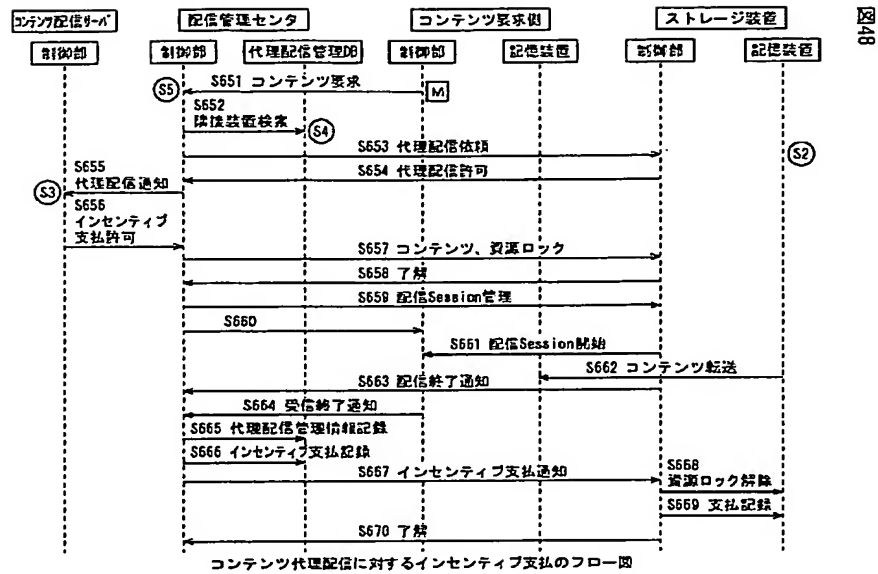 コンテンツ配信サーバ
配信管理センタ
コンテンツ要求側
ストレージ装置
図48
制御部
制御部
代理配信管理DB
制御部
記憶装置
制御部
記憶装置
S651 コンテンツ要求
S5
M
S652
隣接装置検索
S4
S653 代理配信依頼
S2
S654 代理配信許可
S655
代理配信通知
S3
S656
インセンティブ
支払許可
S657 コンテンツ、資源ロック
S658 了解
S659 配信Session管理
S660
S661 配信Session開始
S662 コンテンツ転送
S663 配信終了通知
S664 受信終了通知
S665 代理配信管理情報記録
S666 インセンティブ支払記録
S667 インセンティブ支払通知
S668
資源ロック解除
S669 支払記録
S670 了解
コンテンツ代理配信に対するインセンティブ支払のフロー図